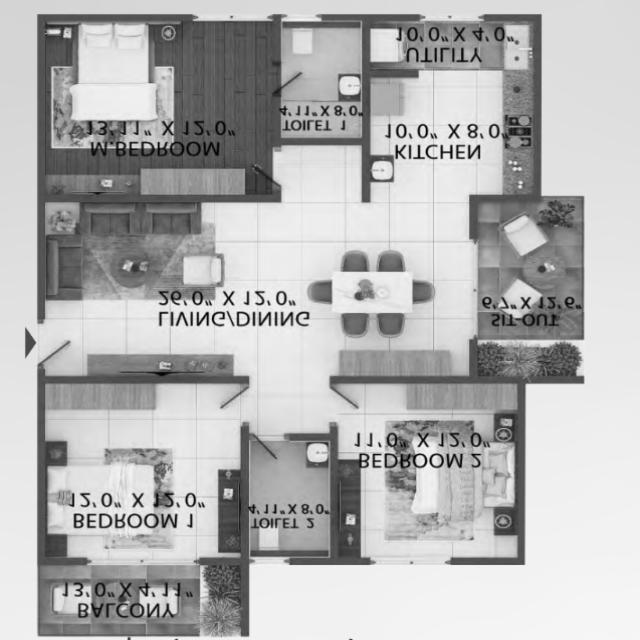 BALCONY
13'0"X 4'11"
BEDROOM 1
12'0" X 12'0"
TOILET 2
4'11"X 8'0"
BEDROOM 2
11'0" X 12'0"
LIVING/DINING
26'0" X 12'0"
SIT-OUT
6'7"X 12'6"
M.BEDROOM
13'11" X 12'0"
TOILET 1
4'11"X 8'0"
KITCHEN
10'0" X 8'0"
UTILITY
10'0" X 4'0"